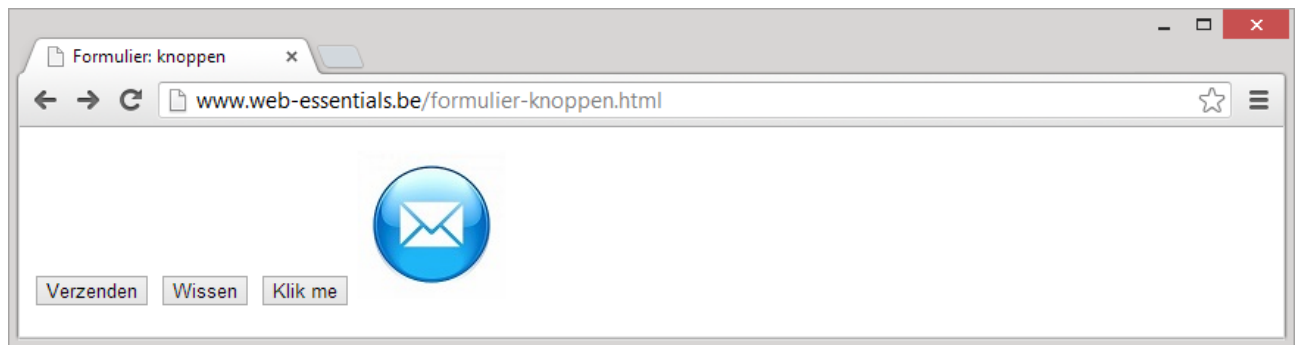 Formulier: knoppen
www.web-essentials.be/formulier-knoppen.html
Verzenden Wissen Klik me